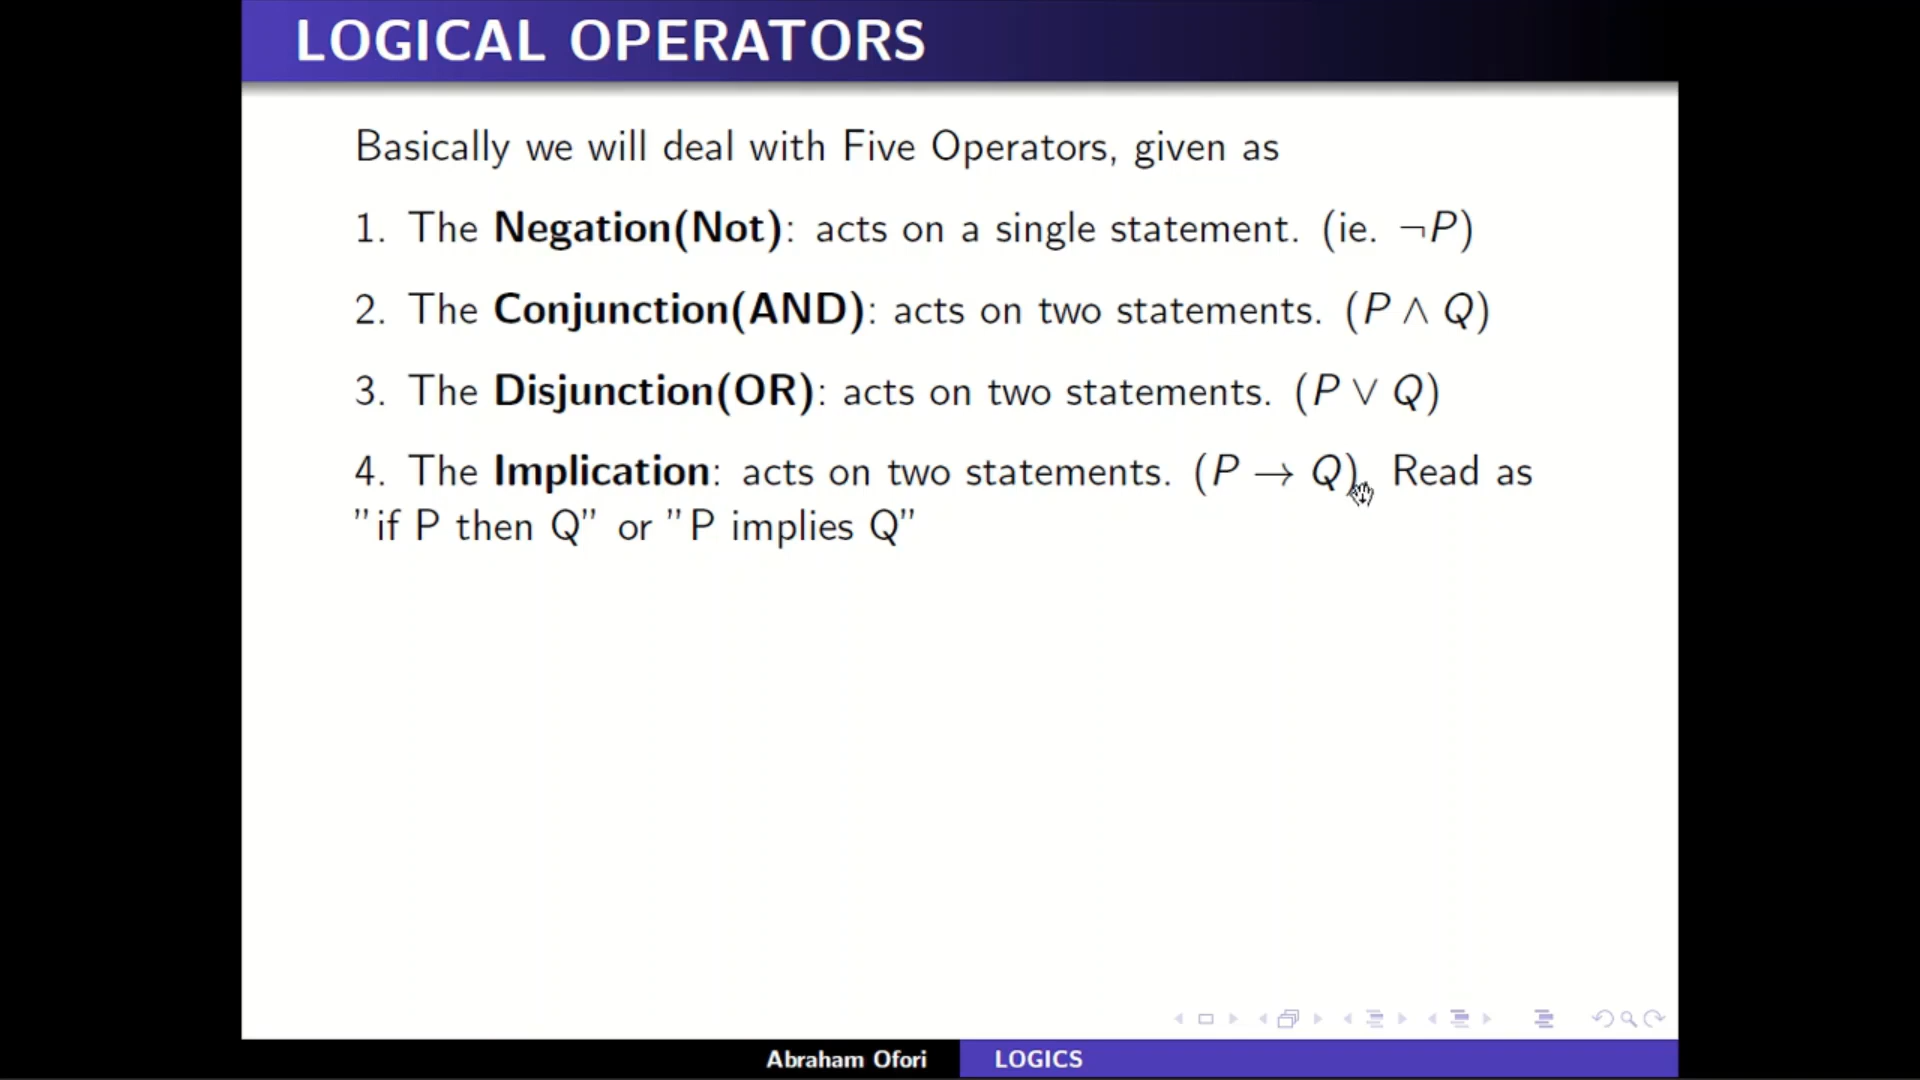 LOGICAL OPERATORS
Basically we will deal with Five Operators, given as
1. The Negation(Not): acts on a single statement. (ie. ¬P)
2. The Conjunction(AND): acts on two statements. (P ∧ Q)
3. The Disjunction(OR): acts on two statements. (P ∨ Q)
4. The Implication: acts on two statements. (P → Q). Read as
”if P then Q” or ”P implies Q”
Abraham Ofori LOGICS